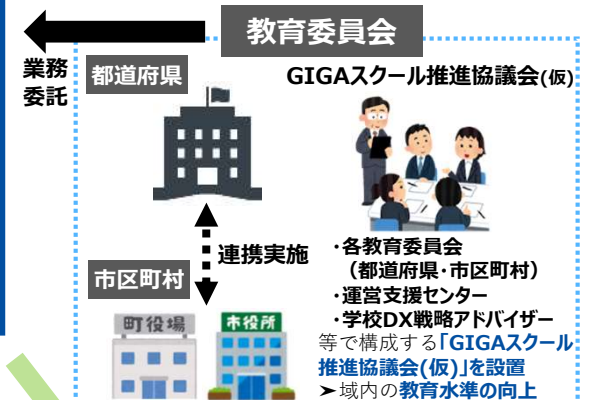 教育委員会
業務
委託
都道府県
GIGAスクール推進協議会(仮)
連携実施
市区町村
町役場
市役所
・各教育委員会
（都道府県・市区町村）
・運営支援センター
・学校DX戦略アドバイザー
等で構成する「GIGAスクール
推進協議会(仮)」を設置
➤域内の教育水準の向上